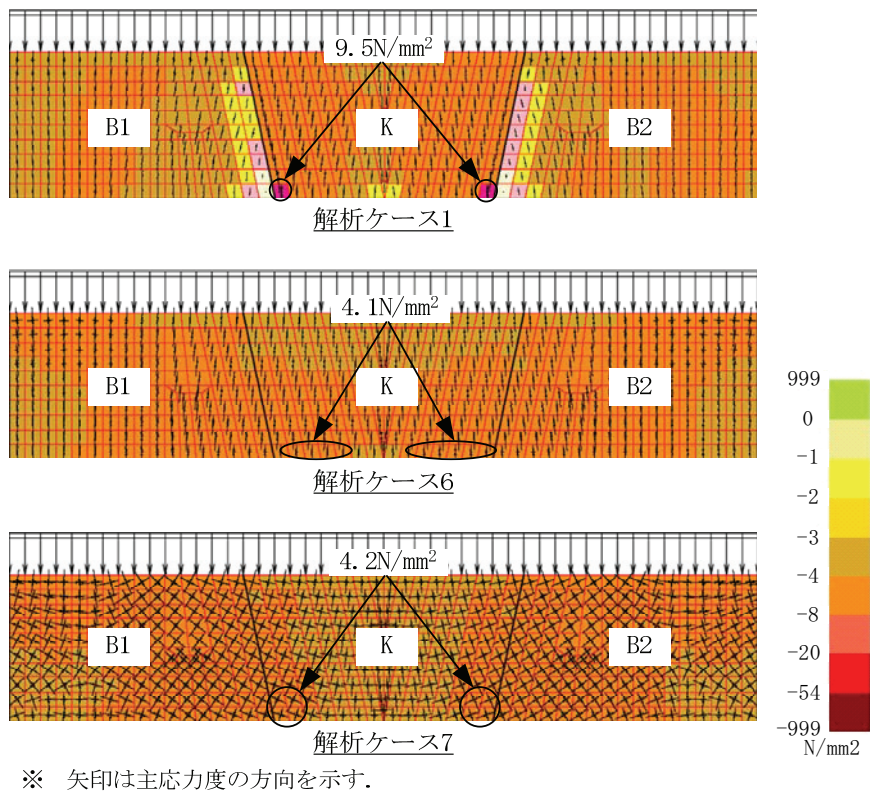 9.5N/mm²
B1
K
B2
解析ケース1
4.1N/mm²
B1
K
B2
解析ケース6
4.2N/mm²
B1
K
B2
解析ケース7
999
0
-1
-2
-3
-4
-8
-20
-54
-999
N/mm2
※ 矢印は主応力度の方向を示す.